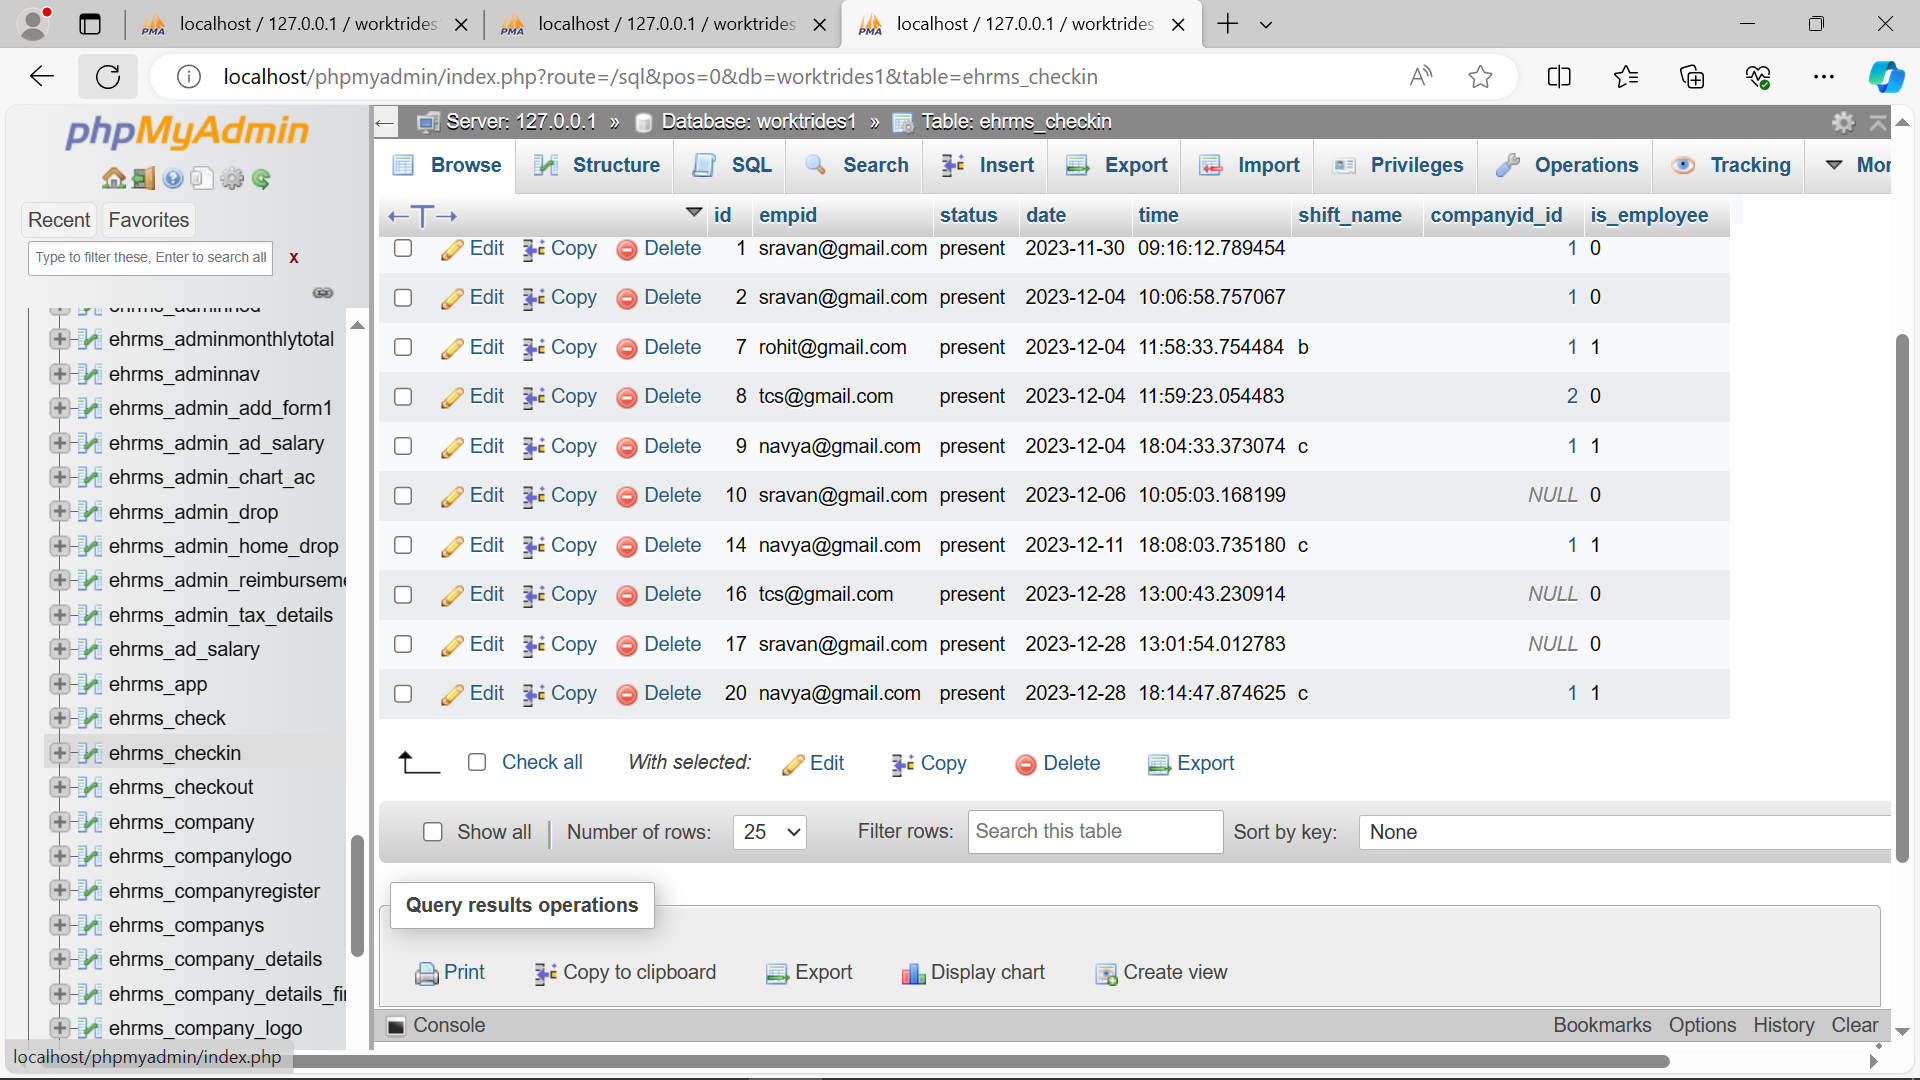 localhost / 127.0.0.1 / worktrides
localhost / 127.0.0.1 / worktrides
localhost / 127.0.0.1 / worktrides
localhost/phpmyadmin/index.php?route=/sql&pos=0&db=worktrides1&table=ehrms_checkin
phpMyAdmin
Recent Favorites
Type to filter these, Enter to search all X
ehrms_adminmonthlytotal
ehrms_adminnav
ehrms_admin_add_form1
ehrms_admin_ad_salary
ehrms_admin_chart_ac
ehrms_admin_drop
ehrms_admin_home_drop
ehrms_admin_reimburseme
ehrms_admin_tax_details
ehrms_ad_salary
ehrms_app
ehrms_check
ehrms_checkin
ehrms_checkout
ehrms_company
ehrms_companylogo
ehrms_companyregister
ehrms_companys
ehrms_company_details
ehrms_company_details_fi
ehrms_company_logo
localhost/phpmyadmin/index.php
Server: 127.0.0.1 » Database: worktrides1 » Table: ehrms_checkin
Browse Structure SQL Search Insert Export Import Privileges Operations Tracking Mor
id empid status date time shift_name companyid_id is_employee
Edit Copy Delete 1 sravan@gmail.com present 2023-11-30 09:16:12.789454 1 0
Edit Copy Delete 2 sravan@gmail.com present 2023-12-04 10:06:58.757067 1 0
Edit Copy Delete 7 rohit@gmail.com present 2023-12-04 11:58:33.754484 b 1 1
Edit Copy Delete 8 tcs@gmail.com present 2023-12-04 11:59:23.054483 2 0
Edit Copy Delete 9 navya@gmail.com present 2023-12-04 18:04:33.373074 c 1 1
Edit Copy Delete 10 sravan@gmail.com present 2023-12-06 10:05:03.168199 NULL 0
Edit Copy Delete 14 navya@gmail.com present 2023-12-11 18:08:03.735180 c 1 1
Edit Copy Delete 16 tcs@gmail.com present 2023-12-28 13:00:43.230914 NULL 0
Edit Copy Delete 17 sravan@gmail.com present 2023-12-28 13:01:54.012783 NULL 0
Edit Copy Delete 20 navya@gmail.com present 2023-12-28 18:14:47.874625 c 1 1
Check all With selected: Edit Copy Delete Export
Show all Number of rows: 25 Filter rows: Search this table Sort by key: None
Query results operations
Print Copy to clipboard Export Display chart Create view
Console Bookmarks Options History Clear